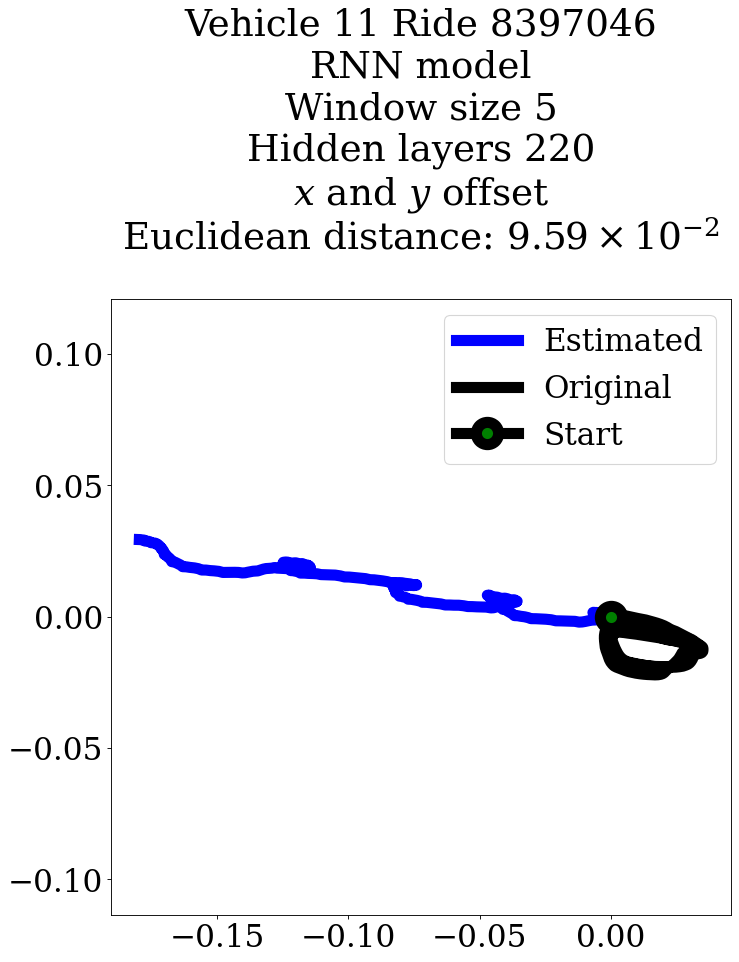 Vehicle 11 Ride 8397046
RNN model
Window size 5
Hidden layers 220
x and y offset
Euclidean distance: 9.59 × 10⁻²
Estimated
Original
Start
0.10
0.05
0.00
−0.05
−0.10
−0.15 −0.10 −0.05 0.00